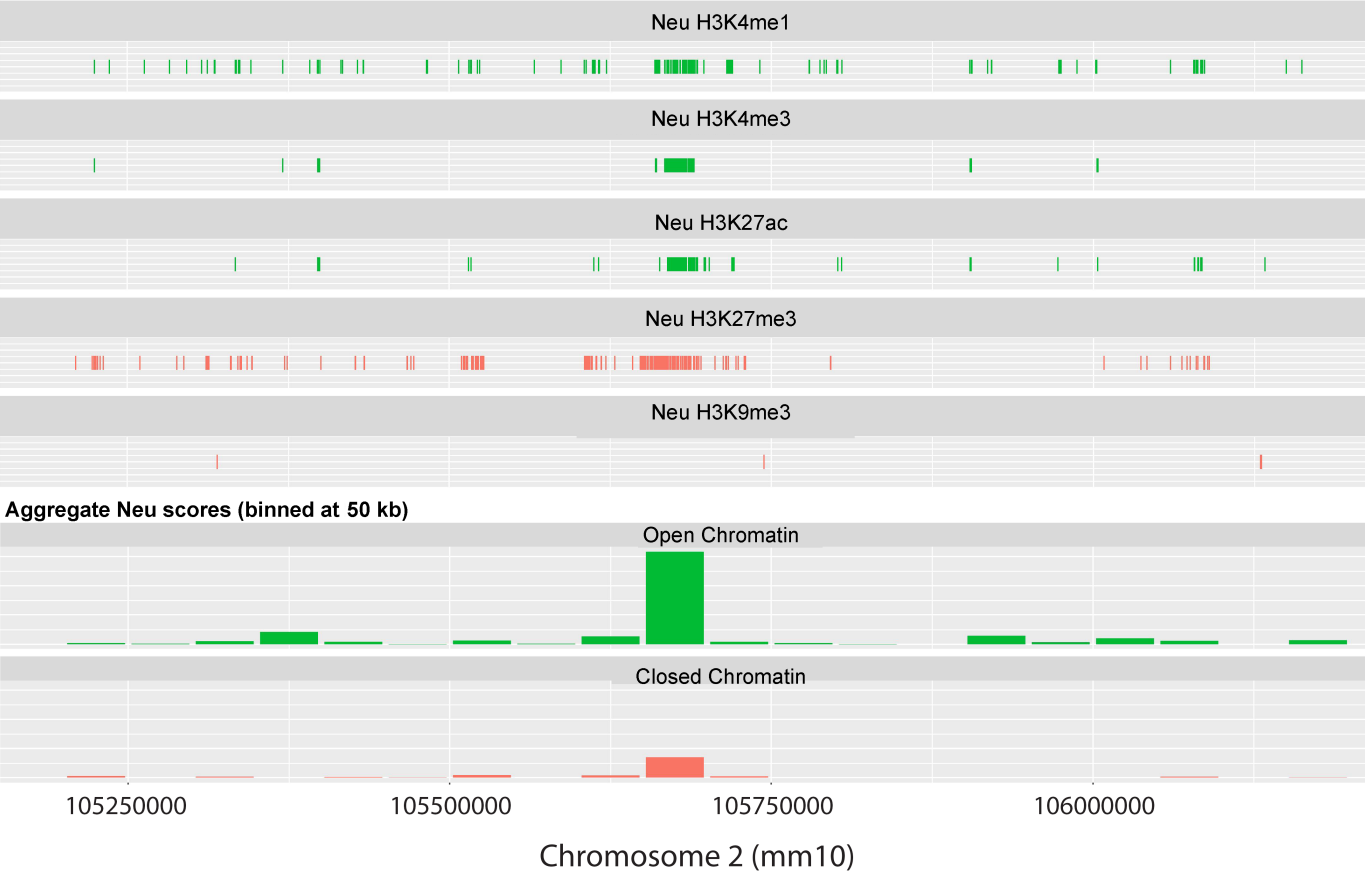 Neu H3K4me1
Neu H3K4me3
Neu H3K27ac
Neu H3K27me3
Neu H3K9me3
Aggregate Neu scores (binned at 50 kb)
Open Chromatin
Closed Chromatin
105250000 105500000 105750000 106000000
Chromosome 2 (mm10)